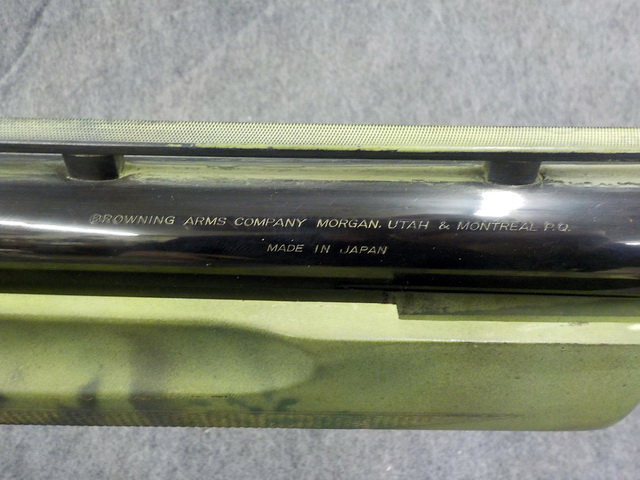 BROWNING ARMS COMPANY MORGAN, UTAH & MONTREAL P.Q.
MADE IN JAPAN